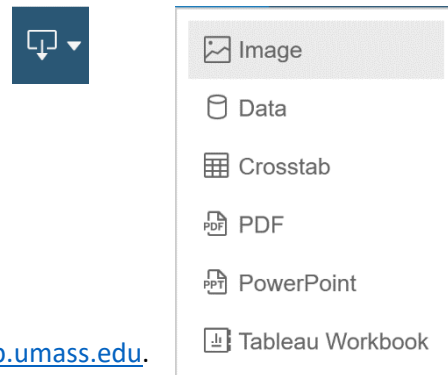 Image
Data
Crosstab
PDF PDF
PPT PowerPoint
Tableau Workbook
.umass.edu.